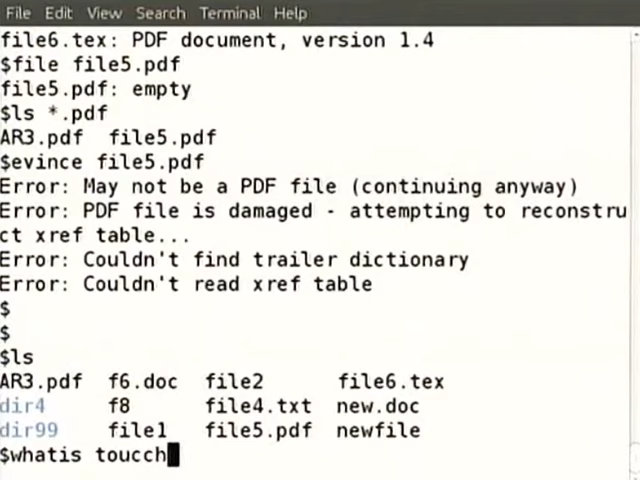 File Edit View Search Terminal Help
file6.tex: PDF document, version 1.4
$file file5.pdf
file5.pdf: empty
$ls *.pdf
AR3.pdf  file5.pdf
$evince file5.pdf
Error: May not be a PDF file (continuing anyway)
Error: PDF file is damaged - attempting to reconstru
ct xref table...
Error: Couldn't find trailer dictionary
Error: Couldn't read xref table
$
$
$ls
AR3.pdf  f6.doc  file2      file6.tex
dir4     f8      file4.txt  new.doc
dir99    file1   file5.pdf  newfile
$whatis toucch